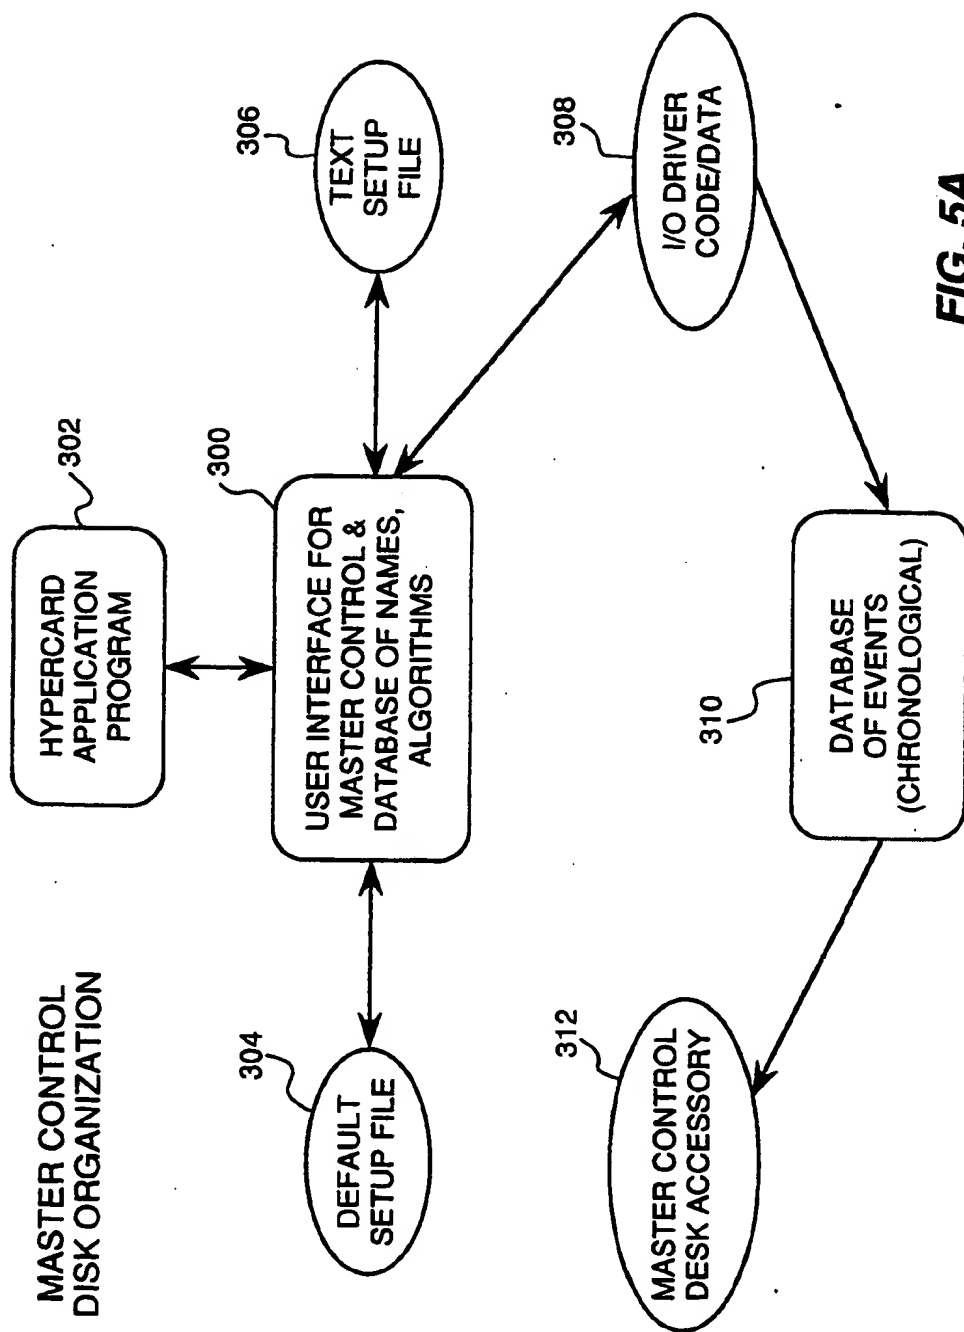 MASTER CONTROL
DISK ORGANIZATION
HYPERCARD
APPLICATION
PROGRAM
302
300
USER INTERFACE FOR
MASTER CONTROL &
DATABASE OF NAMES,
ALGORITHMS
304
DEFAULT
SETUP FILE
306
TEXT
SETUP
FILE
308
I/O DRIVER
CODE/DATA
310
DATABASE
OF EVENTS
(CHRONOLOGICAL)
312
MASTER CONTROL
DESK ACCESSORY
FIG. 5A